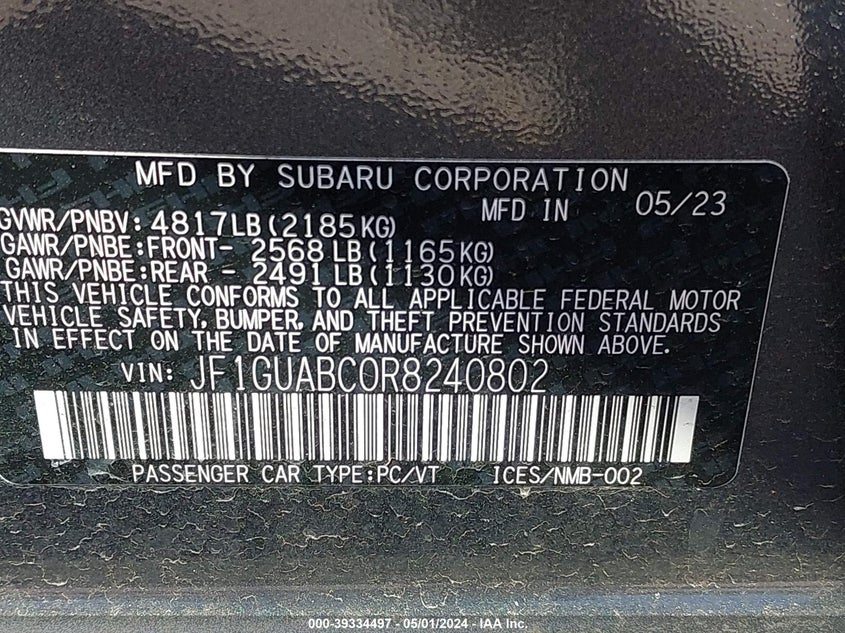 MFD BY SUBARU CORPORATION
MFD IN 05/23
GVWR/PNBV: 4817LB(2185KG)
GAWR/PNBE:FRONT- 2568 LB(1165KG)
GAWR/PNBE:REAR - 2491 LB(1130KG)
THIS VEHICLE CONFORMS TO ALL APPLICABLE FEDERAL MOTOR
VEHICLE SAFETY, BUMPER, AND THEFT PREVENTION STANDARDS
IN EFFECT ON THE DATE OF MANUFACTURE SHOWN ABOVE.
VIN: JF1GUABC0R8240802
PASSENGER CAR TYPE:PC/VT ICES/NMB-002
000-39334497 - 05/01/2024 - IAA Inc.